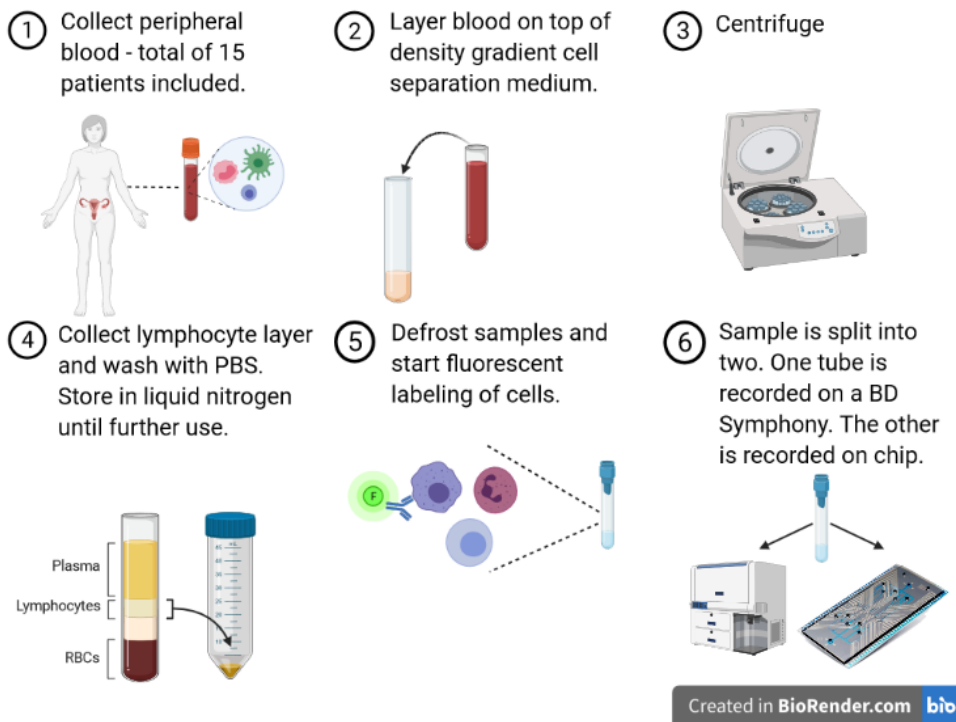 1
Collect peripheral
blood - total of 15
patients included.
2
Layer blood on top of
density gradient cell
separation medium.
3
Centrifuge
4
Collect lymphocyte layer
and wash with PBS.
Store in liquid nitrogen
until further use.
5
Defrost samples and
start fluorescent
labeling of cells.
6
Sample is split into
two. One tube is
recorded on a BD
Symphony. The other
is recorded on chip.
F
Plasma
Lymphocytes
RBCs
Created in BioRender.com bio